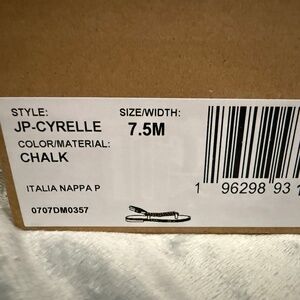 STYLE: SIZE/WIDTH:
JP-CYRELLE 7.5M
COLOR/MATERIAL:
CHALK
ITALIA NAPPA P
1 96298 93
0707DM0357